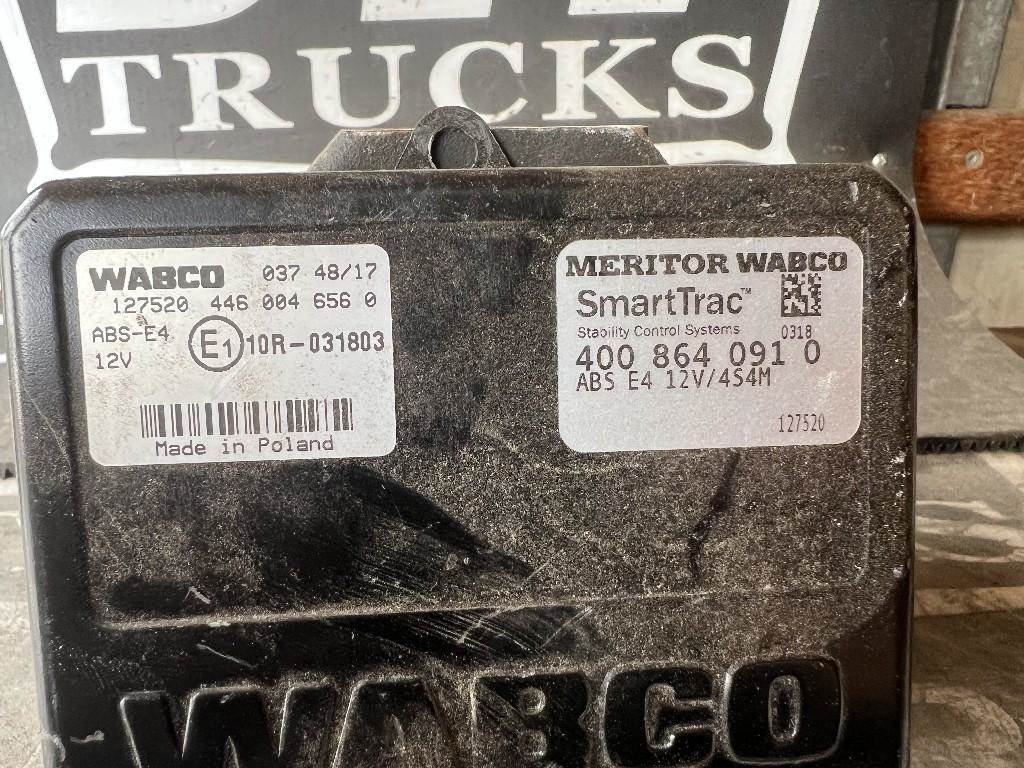 TRUCKS
WABCO 037 48/17
127520 446 004 656 0
ABS-E4
12V
E1 10R-031803
Made in Poland
MERITOR WABCO
SmartTrac™
Stability Control Systems 0318
400 864 091 0
ABS E4 12V/4S4M
127520
WABCO